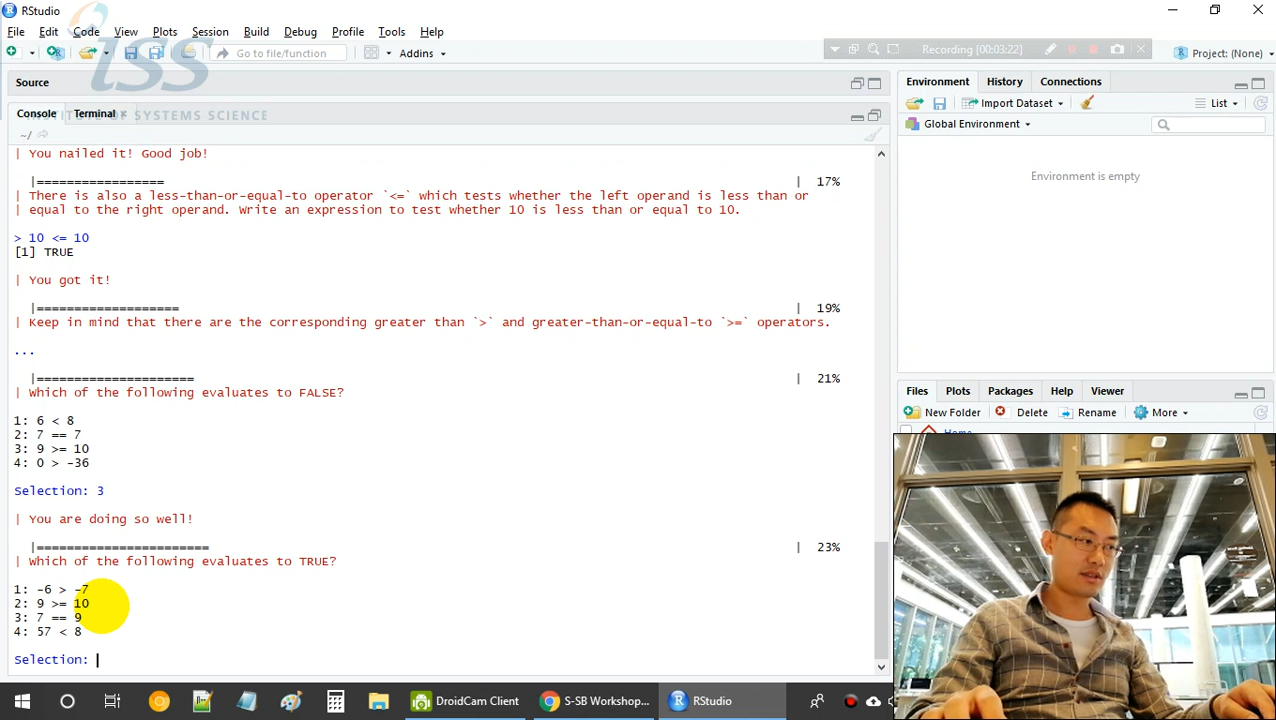 RStudio
File Edit Code View Plots Session Build Debug Profile Tools Help
Go to file/function Addins Recording [00:03:22] Project: (None)
iss
INSTITUTE OF SYSTEMS SCIENCE
Source
Console Terminal ×
~/
| You nailed it! Good job!
|================= | 17%
| There is also a less-than-or-equal-to operator `<=` which tests whether the left operand is less than or
| equal to the right operand. Write an expression to test whether 10 is less than or equal to 10.
> 10 <= 10
[1] TRUE
| You got it!
|=================== | 19%
| Keep in mind that there are the corresponding greater than `>` and greater-than-or-equal-to `>=` operators.
...
|===================== | 21%
| Which of the following evaluates to FALSE?
1: 6 < 8
2: 7 == 7
3: 9 >= 10
4: 0 > -36
Selection: 3
| You are doing so well!
|======================= | 23%
| Which of the following evaluates to TRUE?
1: -6 > -7
2: 9 >= 10
3: 7 == 9
4: 57 < 8
Selection:
Environment History Connections
Import Dataset List
Global Environment
Environment is empty
Files Plots Packages Help Viewer
New Folder Delete Rename More
Home
DroidCam Client S-SB Workshop... RStudio